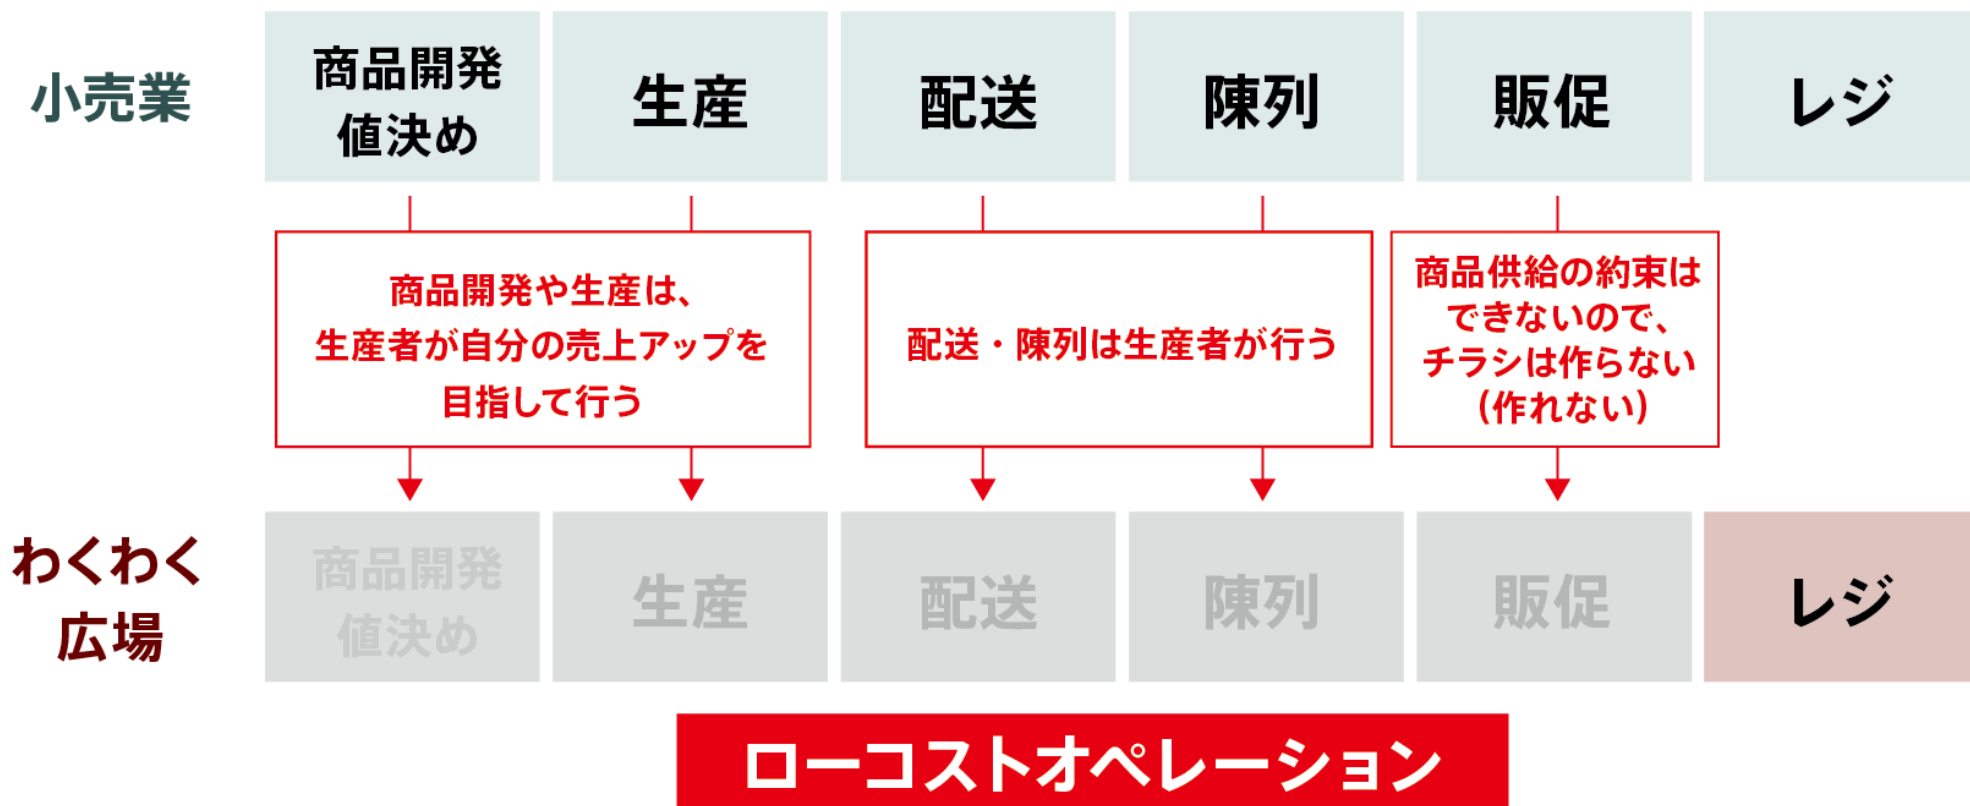 小売業
商品開発
値決め
生産
配送
陳列
販促
レジ
商品開発や生産は、
生産者が自分の売上アップを
目指して行う
配送・陳列は生産者が行う
商品供給の約束は
できないので、
チラシは作らない
(作れない)
わくわく
広場
商品開発
値決め
生産
配送
陳列
販促
レジ
ローコストオペレーション